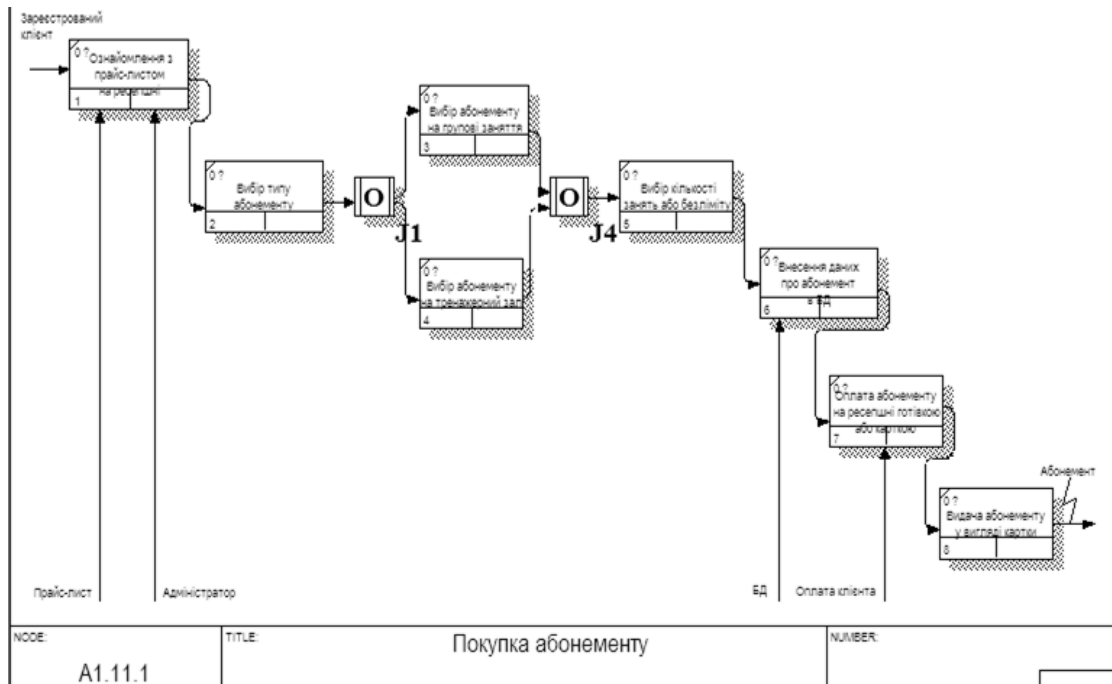 Зареєстрований
клієнт
0 ?
Ознайомлення з
прайс-листом
на ресепшні
1
0 ?
Вибір типу
абонементу
2
O
J1
0 ?
Вибір абонементу
на групові заняття
3
0 ?
Вибір абонементу
на тренажерний зал
4
O
J4
0 ?
Вибір кількості
занять або безліміту
5
0 ?
Внесення даних
про абонемент
в БД
6
0 ?
Оплата абонементу
на ресепшні готівкою
або карткою
7
0 ?
Видача абонементу
у вигляді картки
8
Абонемент
Прайс-лист
Адміністратор
БД
Оплата клієнта
NODE:
A1.11.1
TITLE:
Покупка абонементу
NUMBER: